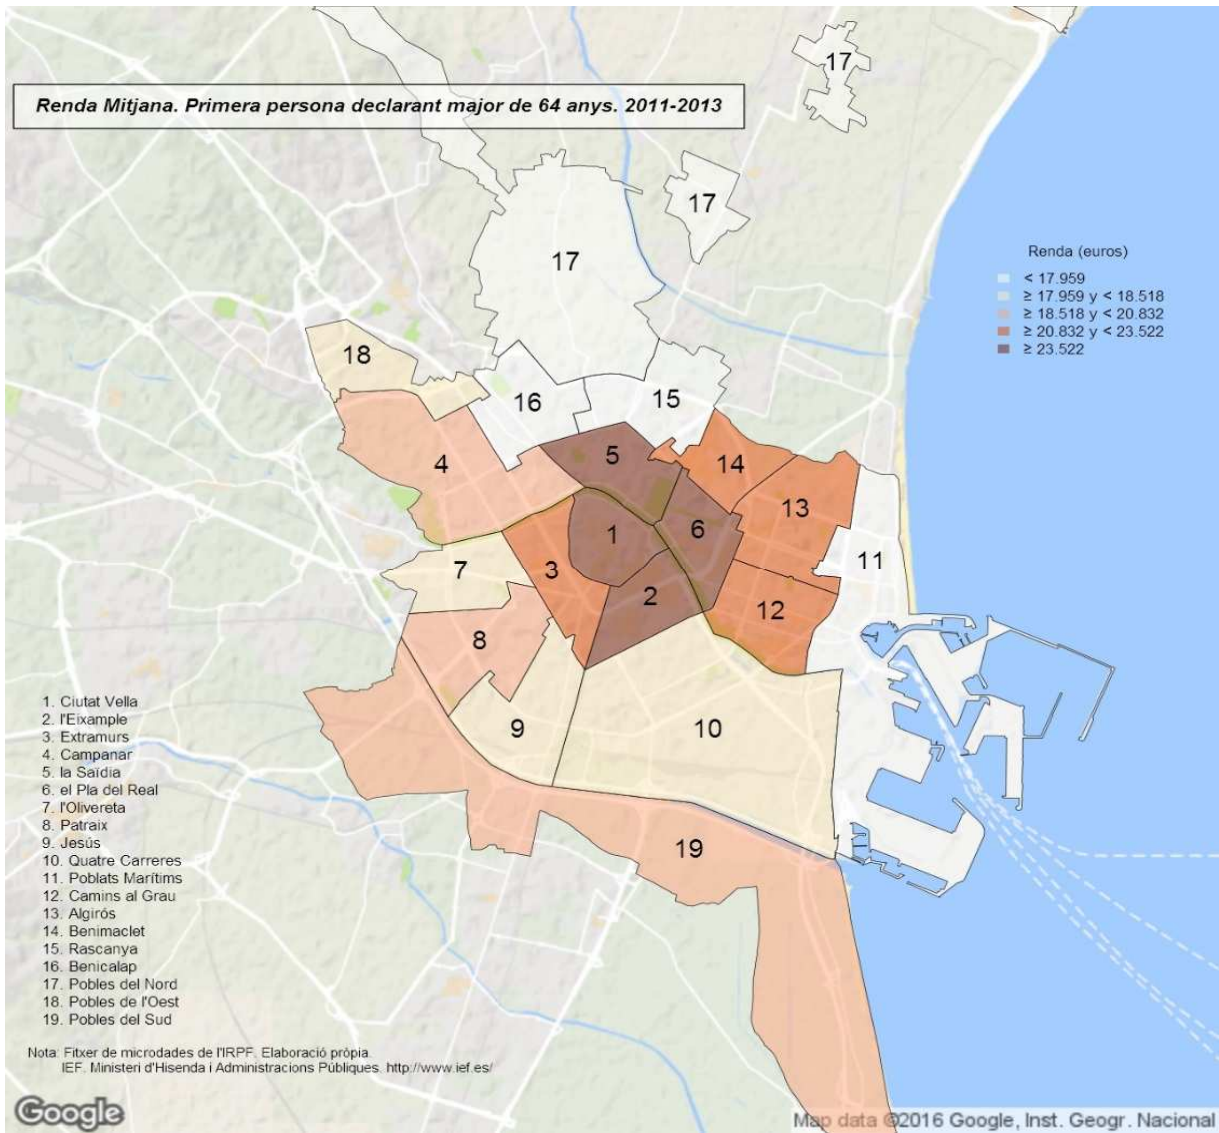 17
Renda Mitjana. Primera persona declarant major de 64 anys. 2011-2013
17
17
Renda (euros)
< 17.959
≥ 17.959 y < 18.518
≥ 18.518 y < 20.832
≥ 20.832 y < 23.522
≥ 23.522
18
16
15
4
5
14
13
1
6
11
7
3
2
12
8
9
10
19
1. Ciutat Vella
2. l'Eixample
3. Extramurs
4. Campanar
5. la Saïdia
6. el Pla del Real
7. l'Olivereta
8. Patraix
9. Jesús
10. Quatre Carreres
11. Poblats Marítims
12. Camins al Grau
13. Algirós
14. Benimaclet
15. Rascanya
16. Benicalap
17. Pobles del Nord
18. Pobles de l'Oest
19. Pobles del Sud
Nota: Fitxer de microdades de l'IRPF. Elaboració pròpia.
IEF. Ministeri d'Hisenda i Administracions Públiques. http://www.ief.es/
Google
Map data ©2016 Google, Inst. Geogr. Nacional